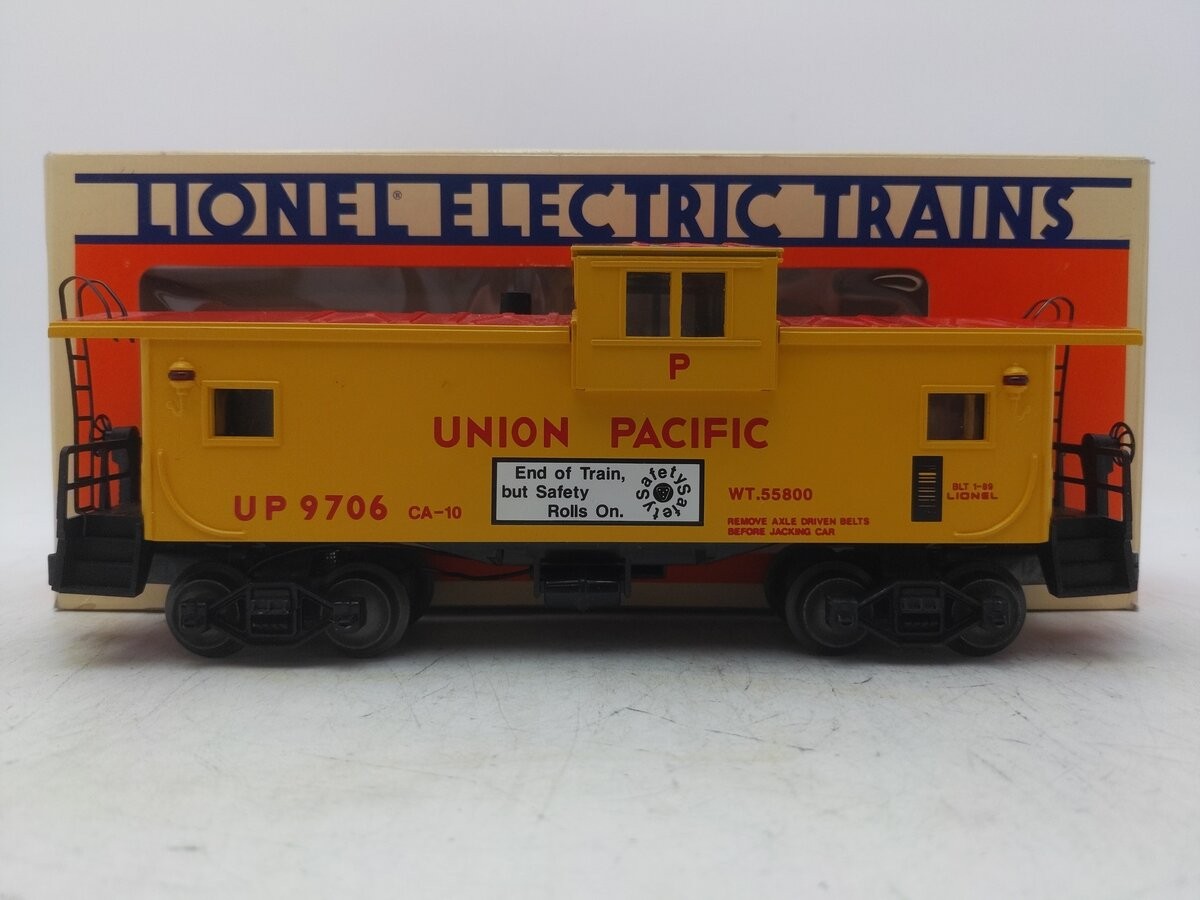 LIONEL® ELECTRIC TRAINS
P
UNION PACIFIC
End of Train,
but Safety
Rolls On.
SafetySafetySafety
UP 9706 CA-10
WT.55800
REMOVE AXLE DRIVEN BELTS
BEFORE JACKING CAR
BLT 1-89
LIONEL